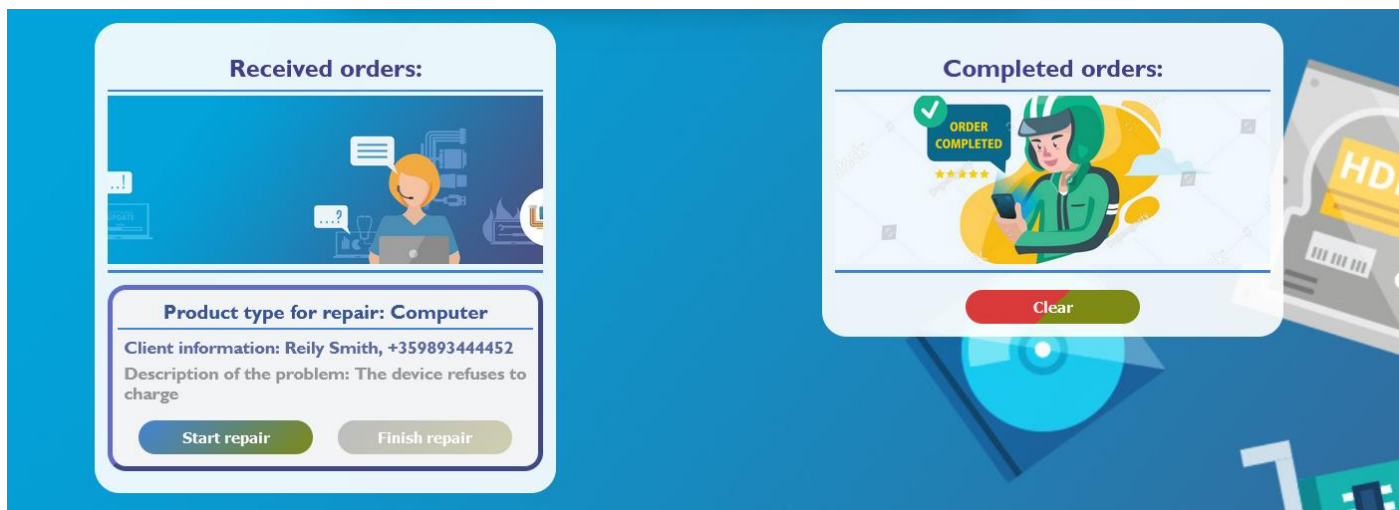 Received orders:
...!
...?
Product type for repair: Computer
Client information: Reily Smith, +359893444452
Description of the problem: The device refuses to
charge
Start repair
Finish repair
Completed orders:
ORDER
COMPLETED
Clear
HD